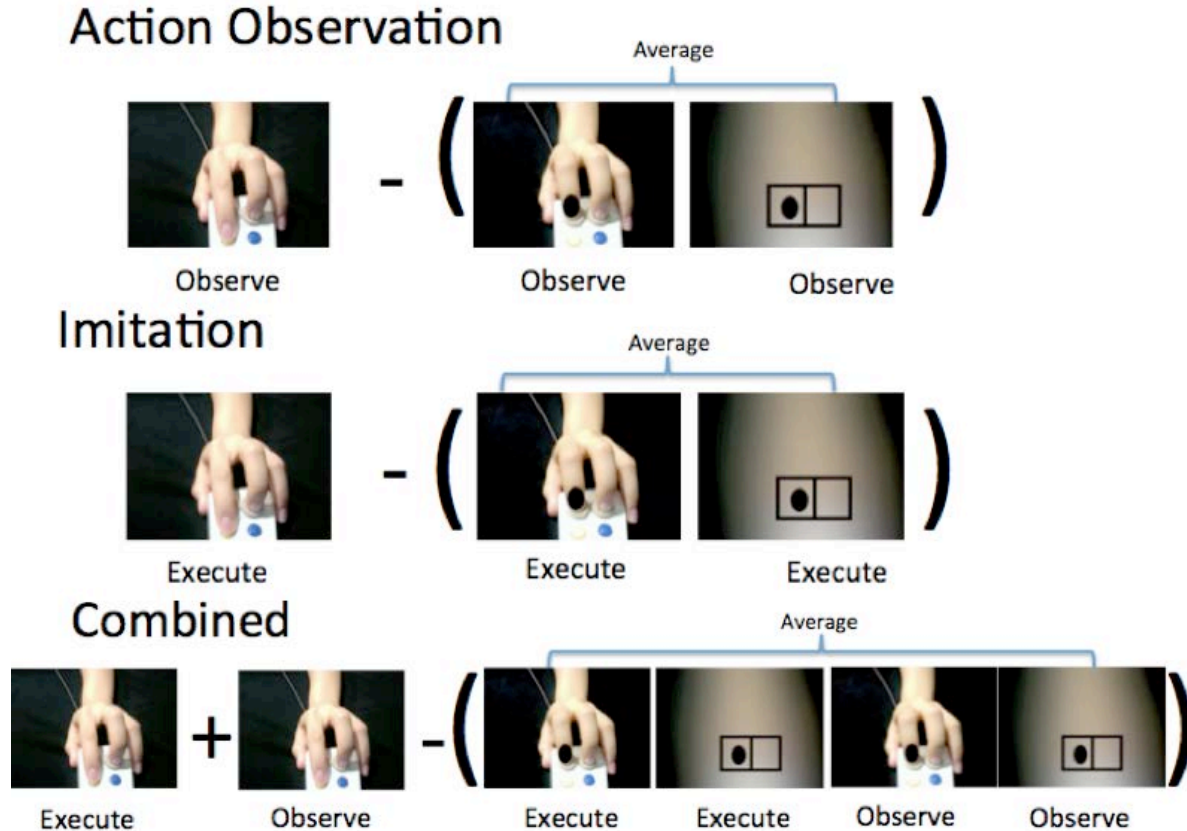 Action Observation
Average
-
(
)
Observe
Observe
Observe
Imitation
Average
-
(
)
Execute
Execute
Execute
Combined
Average
+
-
(
)
Execute
Observe
Execute
Execute
Observe
Observe